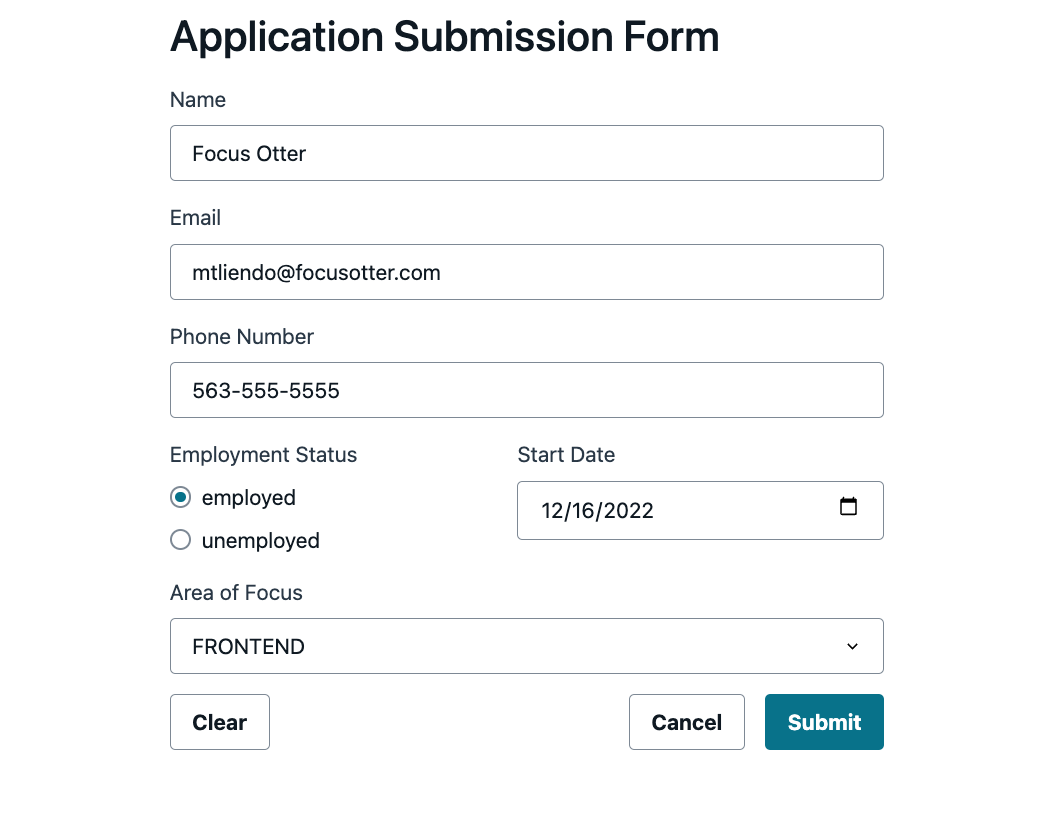 Application Submission Form
Name
Focus Otter
Email
mtliendo@focusotter.com
Phone Number
563-555-5555
Employment Status
employed
unemployed
Start Date
12/16/2022
Area of Focus
FRONTEND
Clear
Cancel
Submit